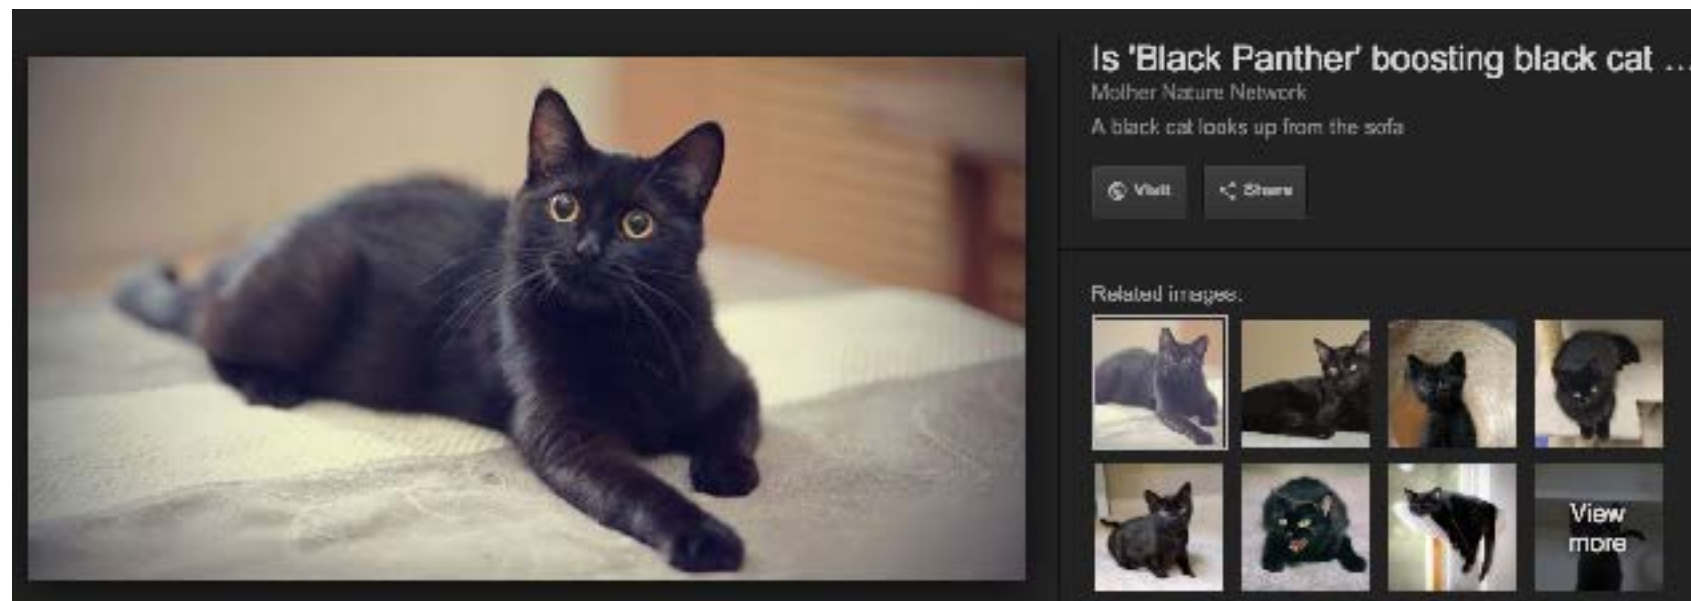 Is 'Black Panther' boosting black cat ...
Mother Nature Network
A black cat looks up from the sofa
Visit
Share
Related images:
View
more